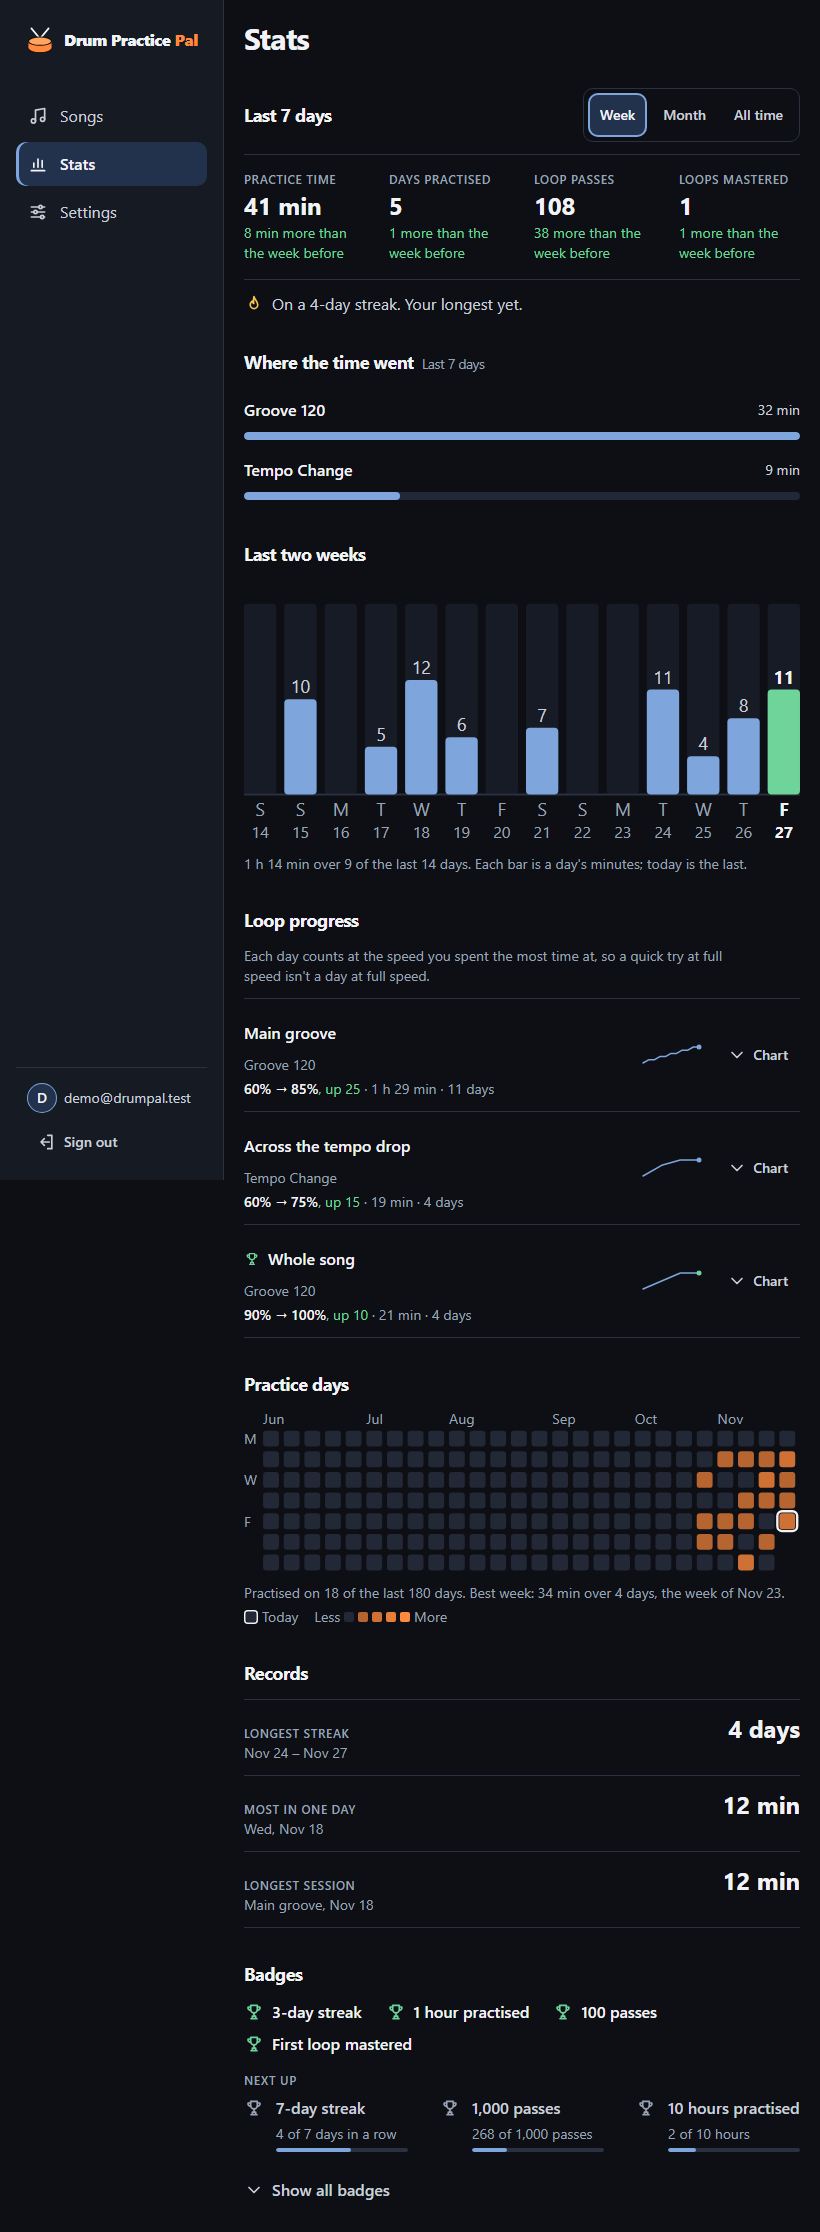 Drum Practice Pal
Songs
Stats
Settings
demo@drumpal.test
D
Sign out
Stats
Last 7 days
Week Month All time
PRACTICE TIME
41 min
8 min more than
the week before
DAYS PRACTISED
5
1 more than the
week before
LOOP PASSES
108
38 more than the
week before
LOOPS MASTERED
1
1 more than the
week before
On a 4-day streak. Your longest yet.
Where the time went Last 7 days
Groove 120 32 min
Tempo Change 9 min
Last two weeks
10 5 12 6 7 11 4 8 11
S S M T W T F S S M T W T F
14 15 16 17 18 19 20 21 22 23 24 25 26 27
1 h 14 min over 9 of the last 14 days. Each bar is a day's minutes; today is the last.
Loop progress
Each day counts at the speed you spent the most time at, so a quick try at full
speed isn't a day at full speed.
Main groove
Groove 120
60% → 85%, up 25 · 1 h 29 min · 11 days
Chart
Across the tempo drop
Tempo Change
60% → 75%, up 15 · 19 min · 4 days
Chart
Whole song
Groove 120
90% → 100%, up 10 · 21 min · 4 days
Chart
Practice days
Jun Jul Aug Sep Oct Nov
M
W
F
Practised on 18 of the last 180 days. Best week: 34 min over 4 days, the week of Nov 23.
Today Less More
Records
LONGEST STREAK
Nov 24 – Nov 27
4 days
MOST IN ONE DAY
Wed, Nov 18
12 min
LONGEST SESSION
Main groove, Nov 18
12 min
Badges
3-day streak 1 hour practised 100 passes
First loop mastered
NEXT UP
7-day streak
4 of 7 days in a row
1,000 passes
268 of 1,000 passes
10 hours practised
2 of 10 hours
Show all badges